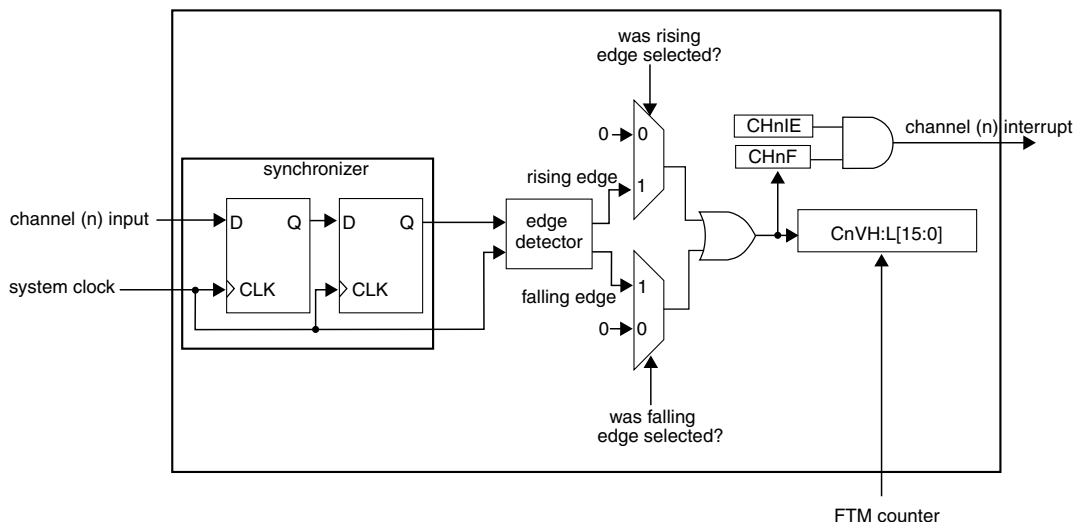 was rising
edge selected?
CHnIE
channel (n) interrupt
0
0
CHnF
synchronizer
rising edge
1
channel (n) input
D
Q
D
Q
edge
detector
CnVH:L[15:0]
system clock
CLK
CLK
falling edge
1
0
0
was falling
edge selected?
FTM counter